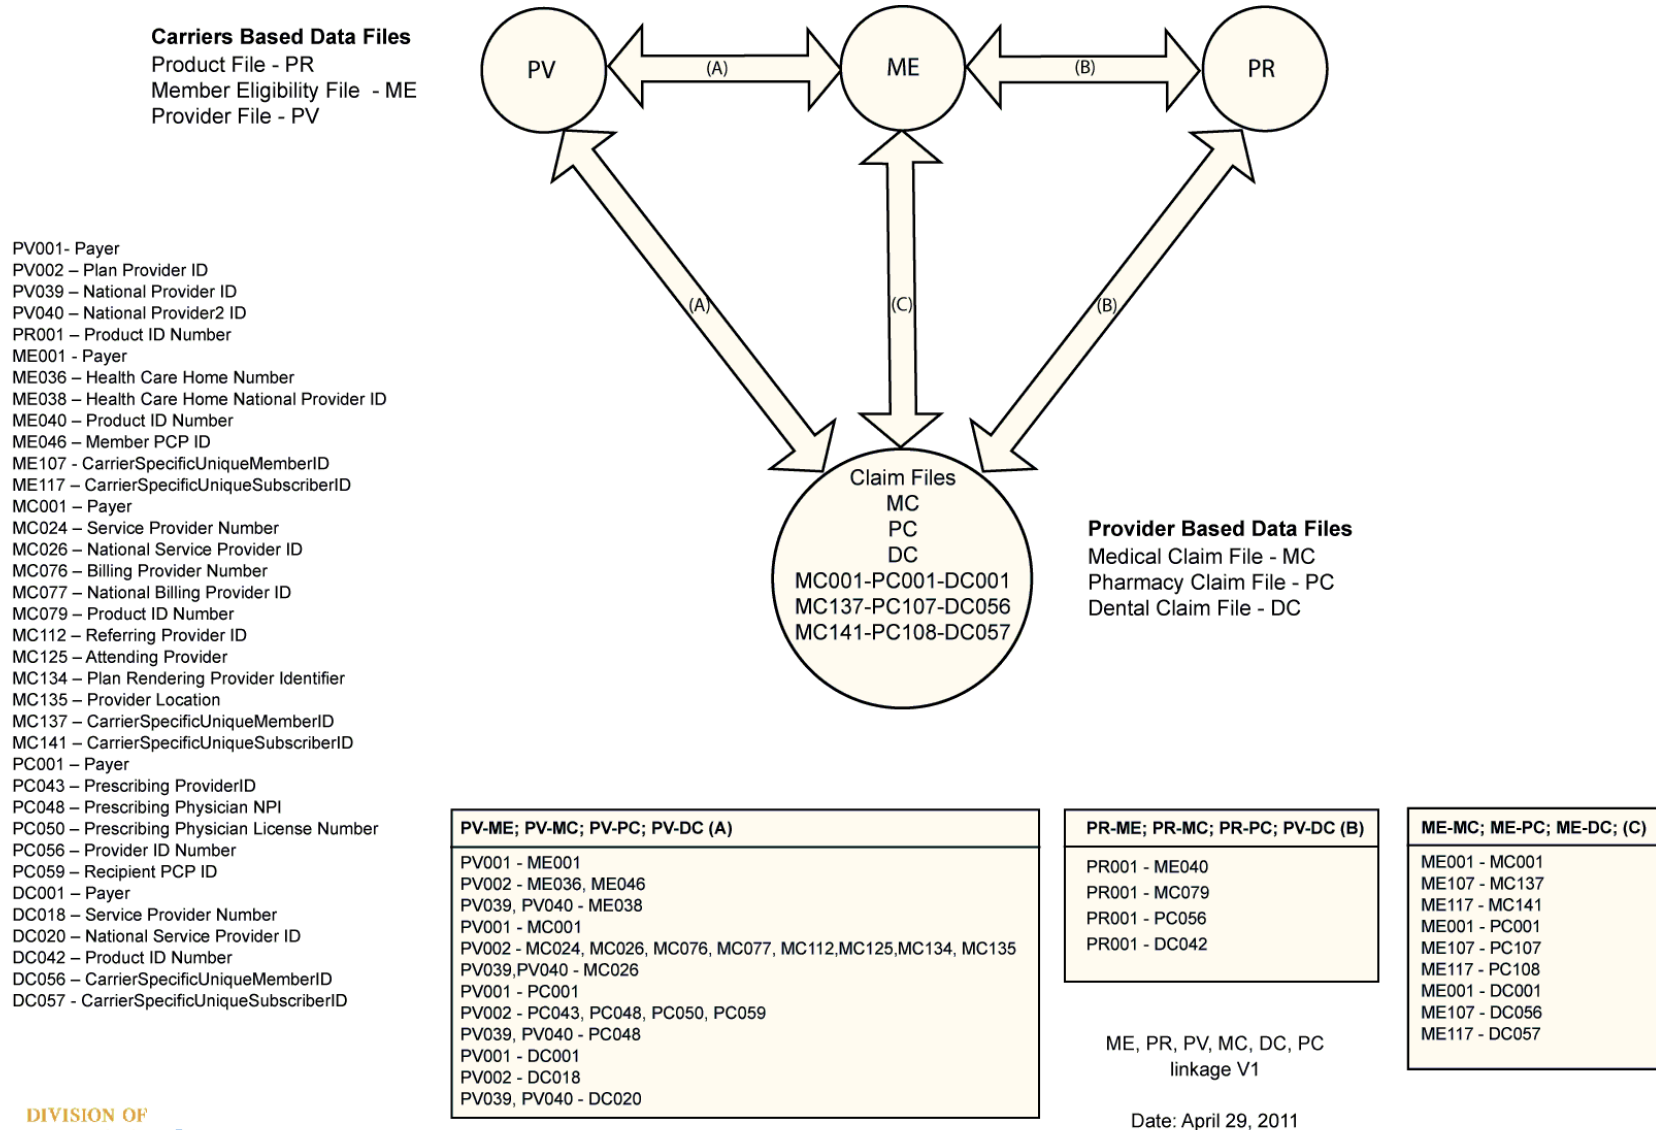 Carriers Based Data Files
Product File - PR
Member Eligibility File - ME
Provider File - PV
PV
(A)
ME
(B)
PR
(A)
(C)
(B)
PV001- Payer
PV002 – Plan Provider ID
PV039 – National Provider ID
PV040 – National Provider2 ID
PR001 – Product ID Number
ME001 - Payer
ME036 – Health Care Home Number
ME038 – Health Care Home National Provider ID
ME040 – Product ID Number
ME046 – Member PCP ID
ME107 - CarrierSpecificUniqueMemberID
ME117 – CarrierSpecificUniqueSubscriberID
MC001 – Payer
MC024 – Service Provider Number
MC026 – National Service Provider ID
MC076 – Billing Provider Number
MC077 – National Billing Provider ID
MC079 – Product ID Number
MC112 – Referring Provider ID
MC125 – Attending Provider
MC134 – Plan Rendering Provider Identifier
MC135 – Provider Location
MC137 – CarrierSpecificUniqueMemberID
MC141 – CarrierSpecificUniqueSubscriberID
PC001 – Payer
PC043 – Prescribing ProviderID
PC048 – Prescribing Physician NPI
PC050 – Prescribing Physician License Number
PC056 – Provider ID Number
PC059 – Recipient PCP ID
DC001 – Payer
DC018 – Service Provider Number
DC020 – National Service Provider ID
DC042 – Product ID Number
DC056 – CarrierSpecificUniqueMemberID
DC057 - CarrierSpecificUniqueSubscriberID
Claim Files
MC
PC
DC
MC001-PC001-DC001
MC137-PC107-DC056
MC141-PC108-DC057
Provider Based Data Files
Medical Claim File - MC
Pharmacy Claim File - PC
Dental Claim File - DC
PV-ME; PV-MC; PV-PC; PV-DC (A)
PV001 - ME001
PV002 - ME036, ME046
PV039, PV040 - ME038
PV001 - MC001
PV002 - MC024, MC026, MC076, MC077, MC112,MC125,MC134, MC135
PV039,PV040 - MC026
PV001 - PC001
PV002 - PC043, PC048, PC050, PC059
PV039, PV040 - PC048
PV001 - DC001
PV002 - DC018
PV039, PV040 - DC020
PR-ME; PR-MC; PR-PC; PV-DC (B)
PR001 - ME040
PR001 - MC079
PR001 - PC056
PR001 - DC042
ME-MC; ME-PC; ME-DC; (C)
ME001 - MC001
ME107 - MC137
ME117 - MC141
ME001 - PC001
ME107 - PC107
ME117 - PC108
ME001 - DC001
ME107 - DC056
ME117 - DC057
ME, PR, PV, MC, DC, PC
linkage V1
Date: April 29, 2011
DIVISION OF